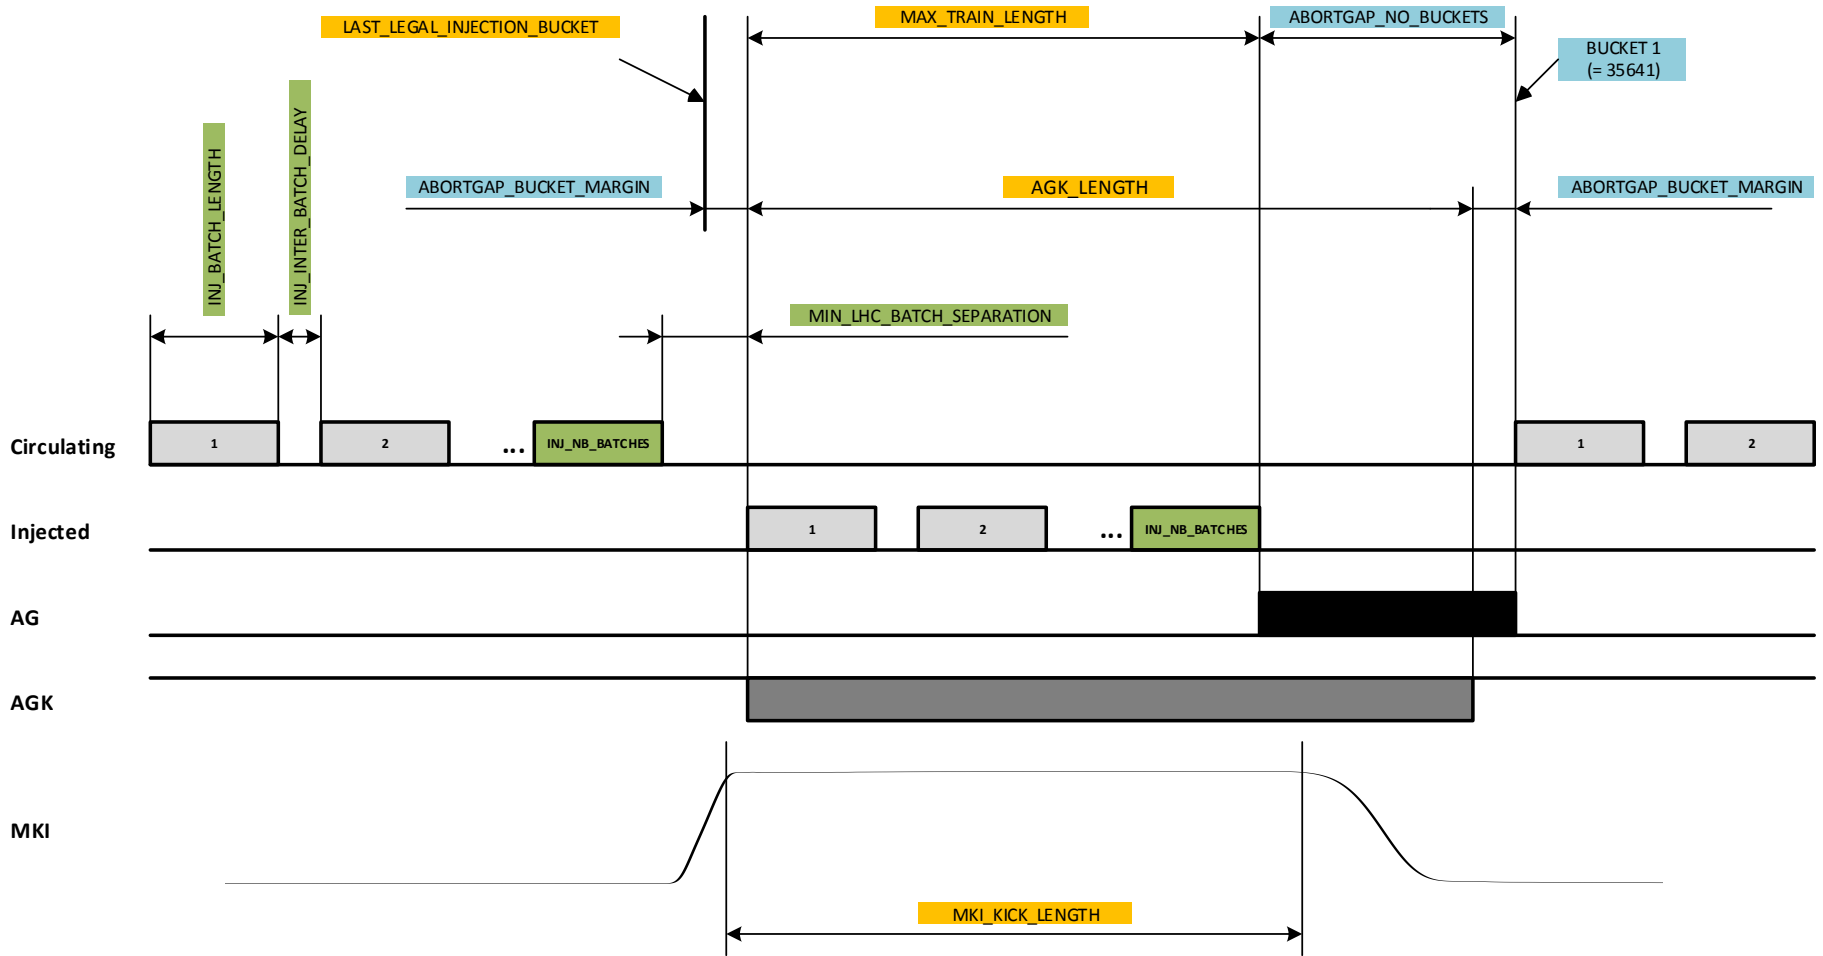 LAST_LEGAL_INJECTION_BUCKET
MAX_TRAIN_LENGTH
ABORTGAP_NO_BUCKETS
BUCKET 1
(= 35641)
INJ_BATCH_LENGTH
INJ_INTER_BATCH_DELAY
ABORTGAP_BUCKET_MARGIN
AGK_LENGTH
ABORTGAP_BUCKET_MARGIN
MIN_LHC_BATCH_SEPARATION
Circulating
1
2
...
INJ_NB_BATCHES
1
2
Injected
1
2
...
INJ_NB_BATCHES
AG
AGK
MKI
MKI_KICK_LENGTH